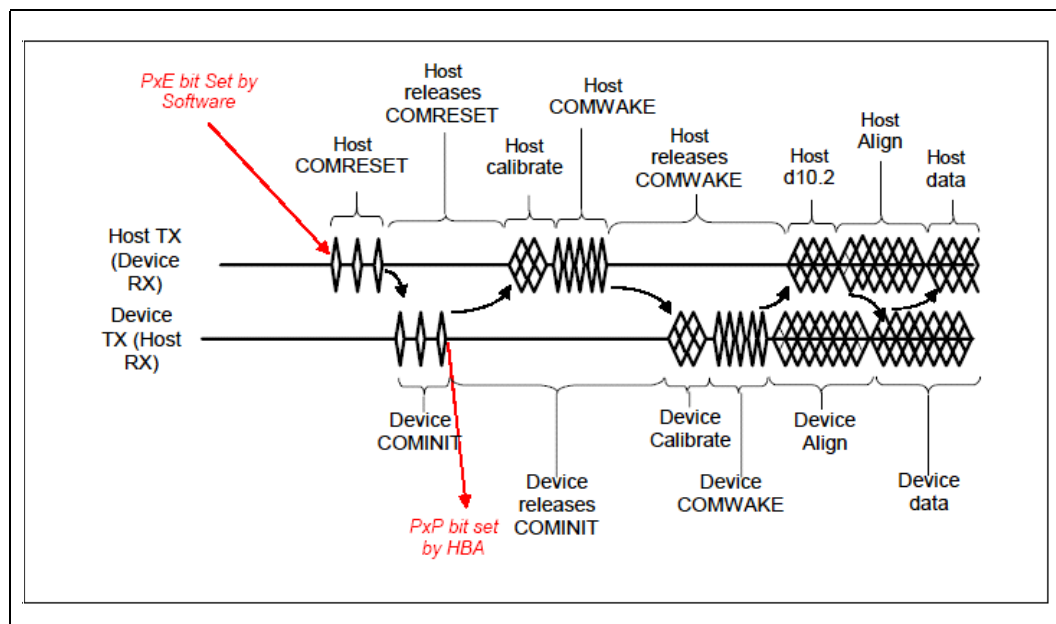 PxE bit Set by
Software
Host
COMRESET
Host
releases
COMRESET
Host
calibrate
Host
COMWAKE
Host
releases
COMWAKE
Host
d10.2
Host
Align
Host
data
Host TX
(Device
RX)
Device
TX (Host
RX)
Device
COMINIT
PxP bit set
by HBA
Device
releases
COMINIT
Device
Calibrate
Device
COMWAKE
Device
Align
Device
data